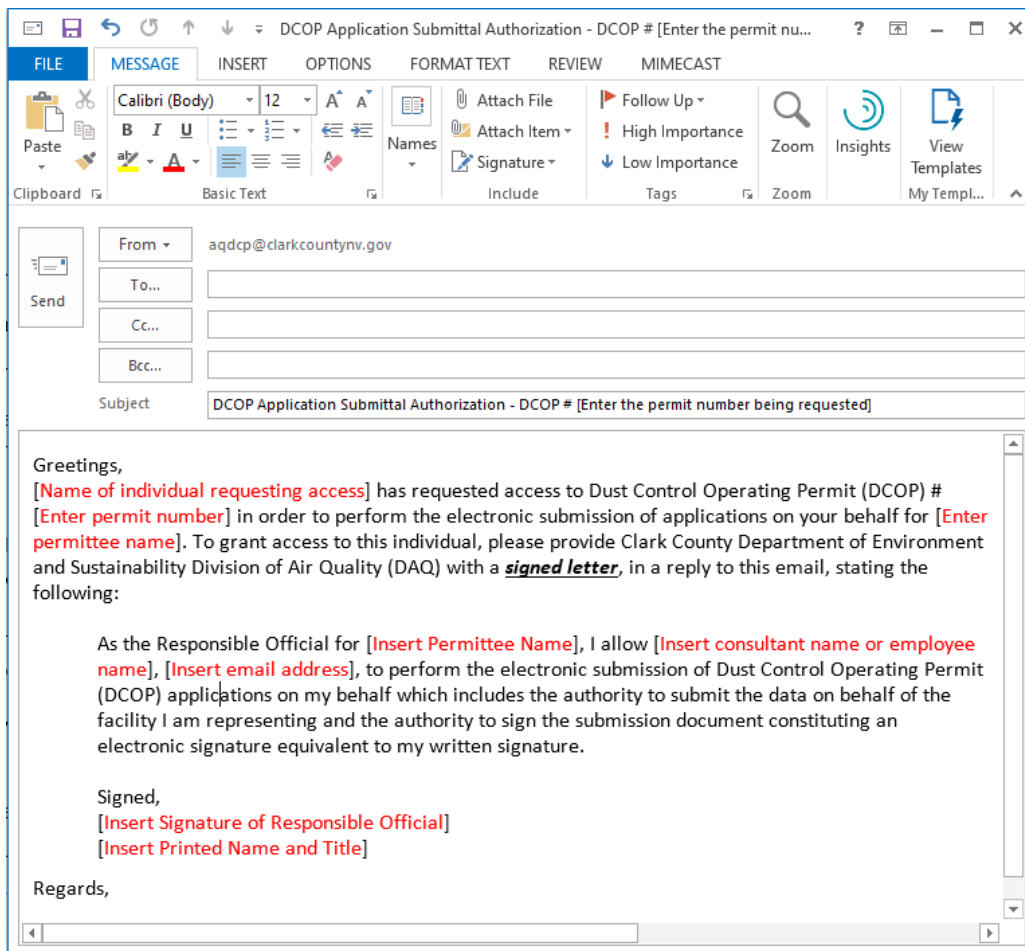 DCOP Application Submittal Authorization - DCOP # [Enter the permit nu... ?
FILE MESSAGE INSERT OPTIONS FORMAT TEXT REVIEW MIMECAST
Calibri (Body) 12 A A Attach File Follow Up
B I U Attach Item High Importance
Paste Names Zoom Insights View
aby A Signature Low Importance Templates
Clipboard Basic Text Include Tags Zoom My Templ...
From aqdcp@clarkcountynv.gov
To...
Send
Cc...
Bcc...
Subject DCOP Application Submittal Authorization - DCOP # [Enter the permit number being requested]
Greetings,
[Name of individual requesting access] has requested access to Dust Control Operating Permit (DCOP) #
[Enter permit number] in order to perform the electronic submission of applications on your behalf for [Enter
permittee name]. To grant access to this individual, please provide Clark County Department of Environment
and Sustainability Division of Air Quality (DAQ) with a signed letter, in a reply to this email, stating the
following:
As the Responsible Official for [Insert Permittee Name], I allow [Insert consultant name or employee
name], [Insert email address], to perform the electronic submission of Dust Control Operating Permit
(DCOP) applications on my behalf which includes the authority to submit the data on behalf of the
facility I am representing and the authority to sign the submission document constituting an
electronic signature equivalent to my written signature.
Signed,
[Insert Signature of Responsible Official]
[Insert Printed Name and Title]
Regards,